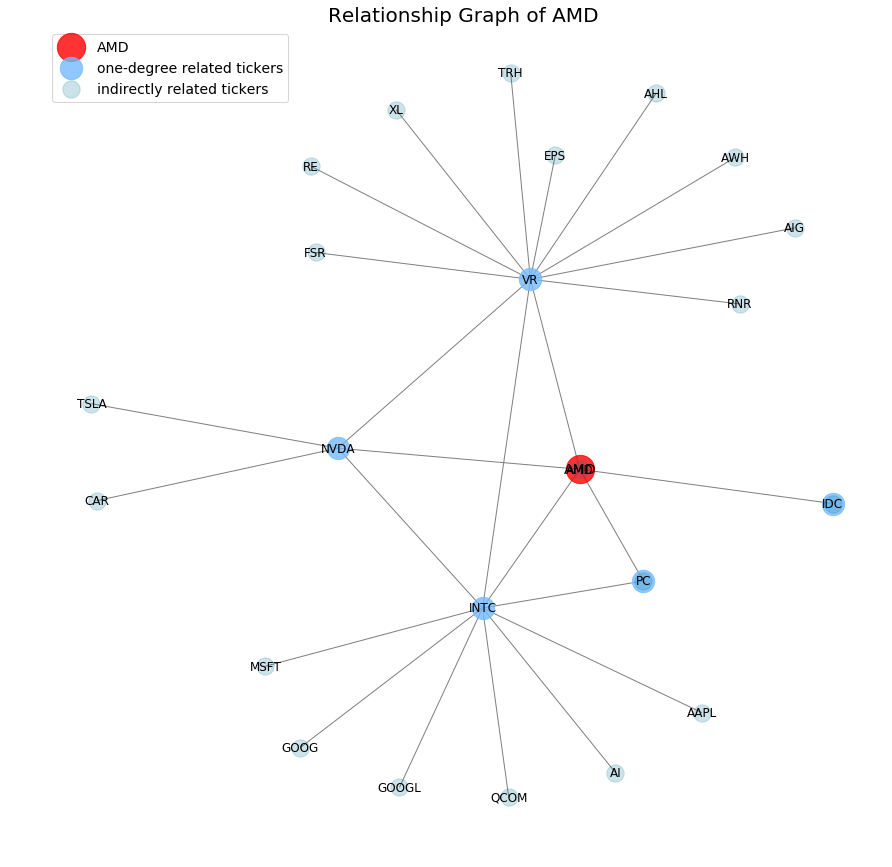 Relationship Graph of AMD
AMD
one-degree related tickers
indirectly related tickers
TRH
AHL
XL
EPS
AWH
RE
AIG
FSR
VR
RNR
TSLA
NVDA
AMD
CAR
IDC
PC
INTC
MSFT
AAPL
GOOG
AI
GOOGL
QCOM